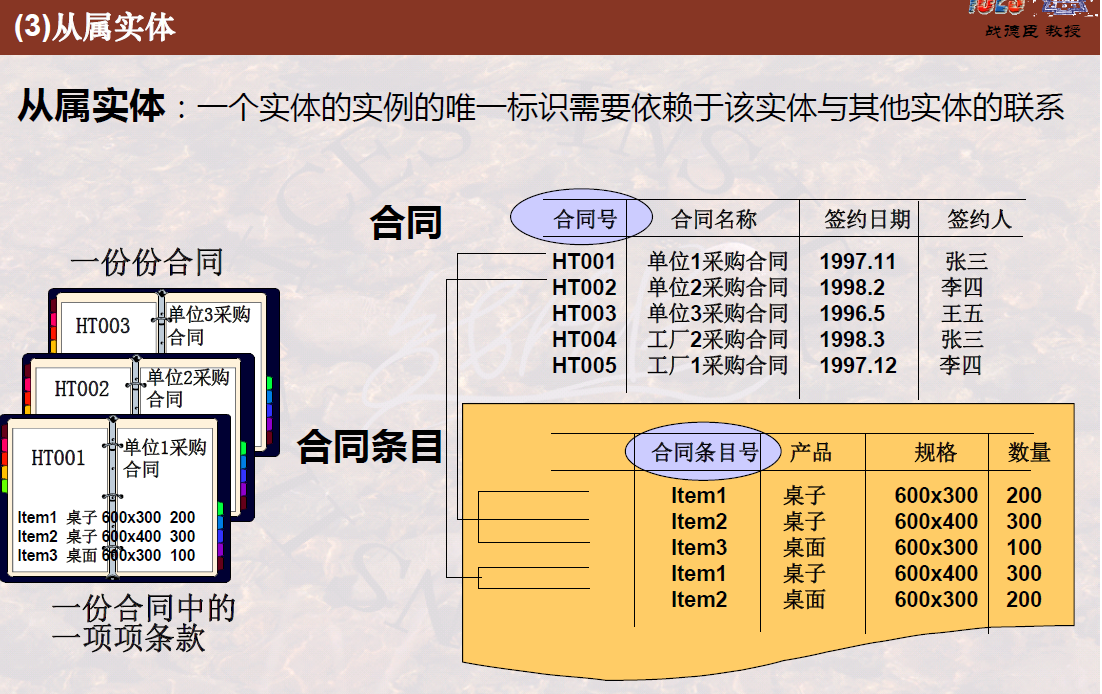 (3)从属实体
战德臣 教授
从属实体：一个实体的实例的唯一标识需要依赖于该实体与其他实体的联系
合同
合同号 合同名称 签约日期 签约人
HT001 单位1采购合同 1997.11 张三
HT002 单位2采购合同 1998.2 李四
HT003 单位3采购合同 1996.5 王五
HT004 工厂2采购合同 1998.3 张三
HT005 工厂1采购合同 1997.12 李四
一份份合同
HT003 单位3采购
合同
HT002 单位2采购
合同
HT001 单位1采购
合同
Item1 桌子 600x300 200
Item2 桌子 600x400 300
Item3 桌面 600x300 100
一份合同中的
一项项条款
合同条目
合同条目号 产品 规格 数量
Item1 桌子 600x300 200
Item2 桌子 600x400 300
Item3 桌面 600x300 100
Item1 桌子 600x400 300
Item2 桌面 600x300 200